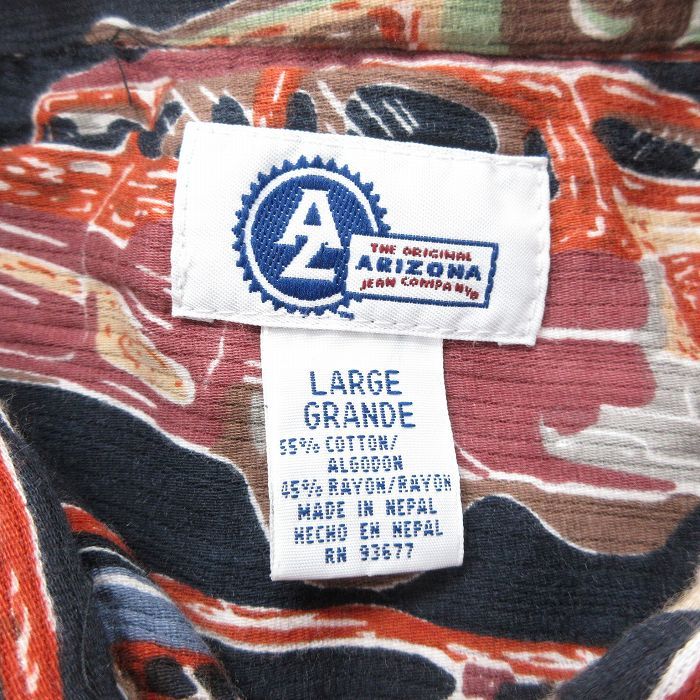 AZ
THE ORIGINAL
ARIZONA
JEAN COMPANY®
LARGE
GRANDE
55% COTTON/
ALGODON
45% RAYON/RAYON
MADE IN NEPAL
HECHO EN NEPAL
RN 93677